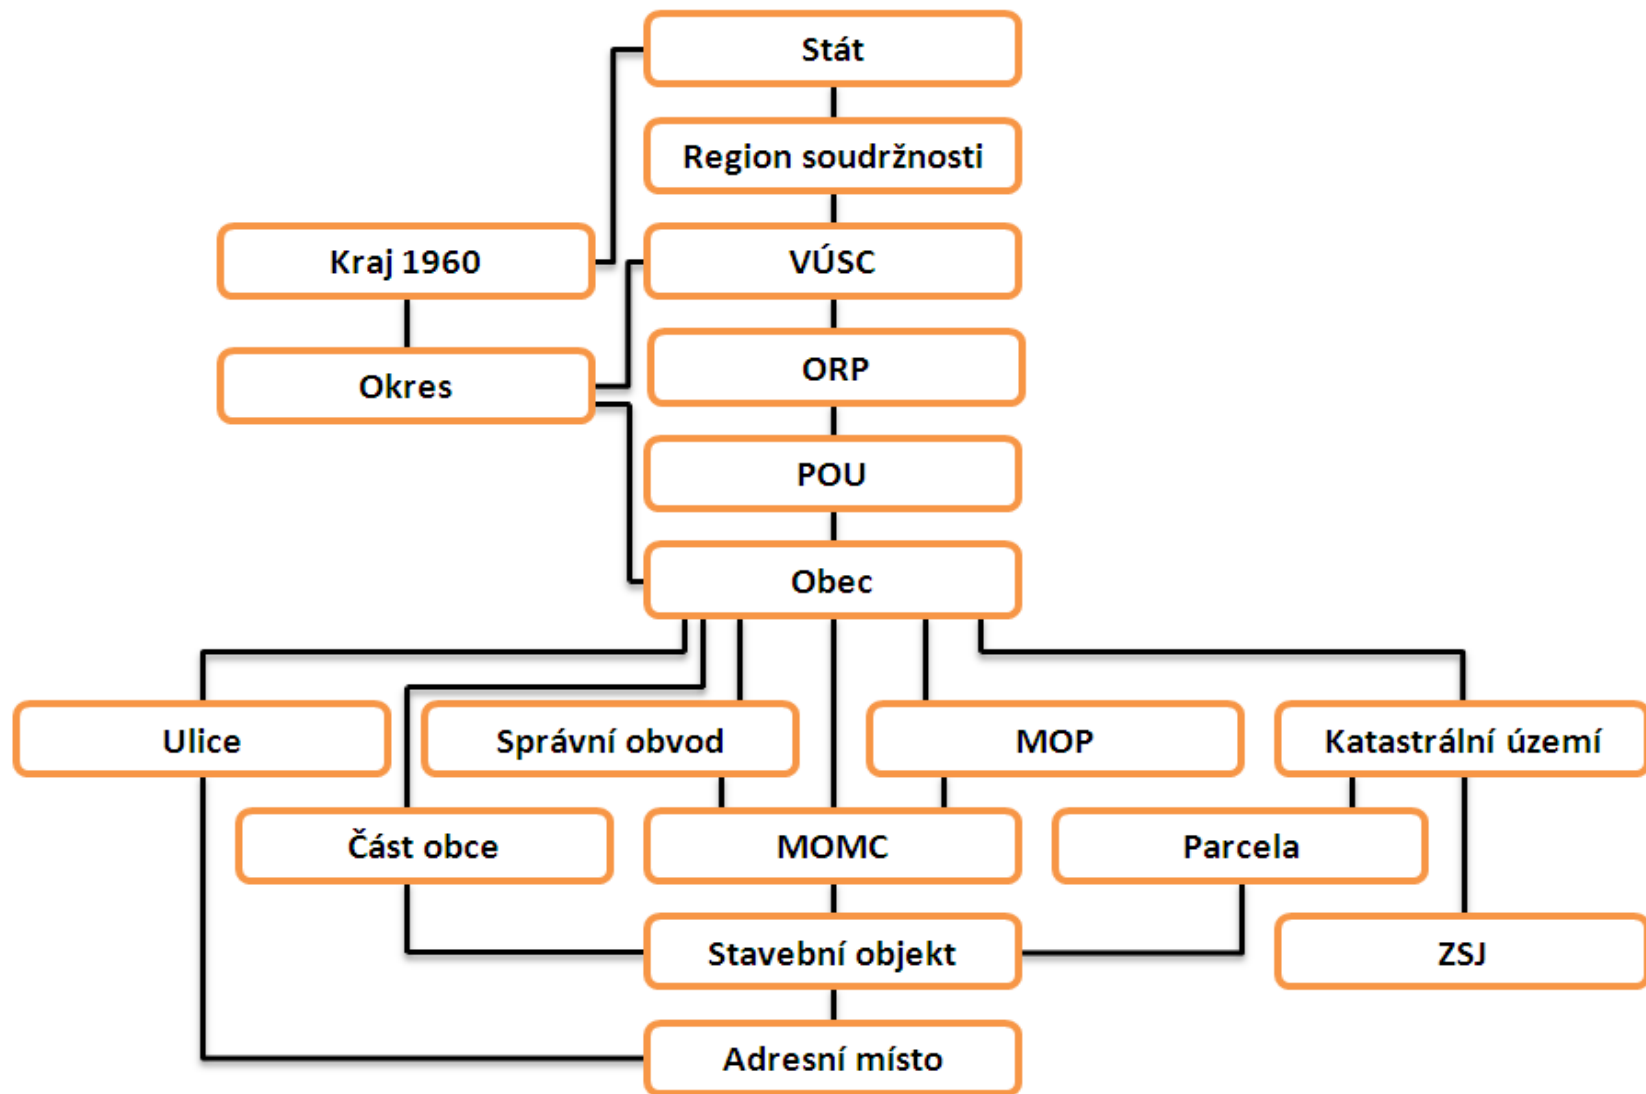 Stát
Region soudržnosti
Kraj 1960
VÚSC
ORP
Okres
POU
Obec
Ulice
Správní obvod
MOP
Katastrální území
Část obce
MOMC
Parcela
Stavební objekt
ZSJ
Adresní místo